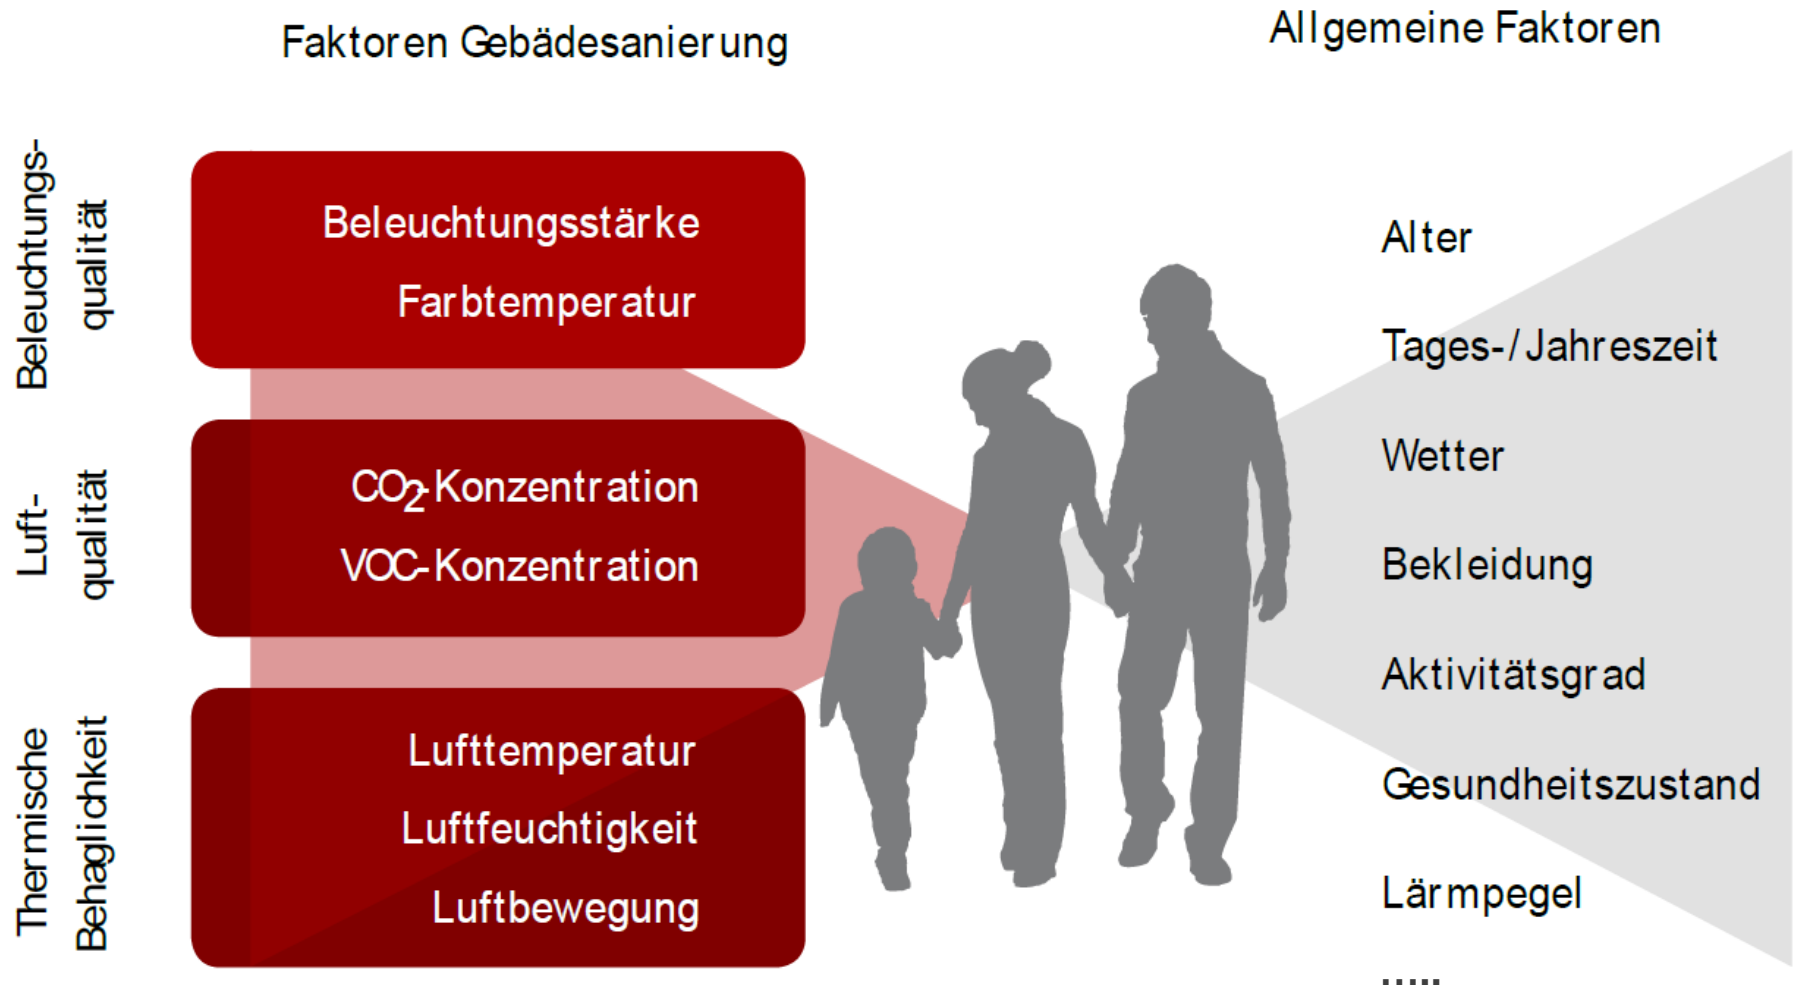 Faktoren Gebädesanierung
Allgemeine Faktoren
Beleuchtungs-
qualität
Beleuchtungsstärke
Farbtemperatur
Luft-
qualität
CO2-Konzentration
VOC-Konzentration
Thermische
Behaglichkeit
Lufttemperatur
Luftfeuchtigkeit
Luftbewegung
Alter
Tages-/Jahreszeit
Wetter
Bekleidung
Aktivitätsgrad
Gesundheitszustand
Lärmpegel
.....